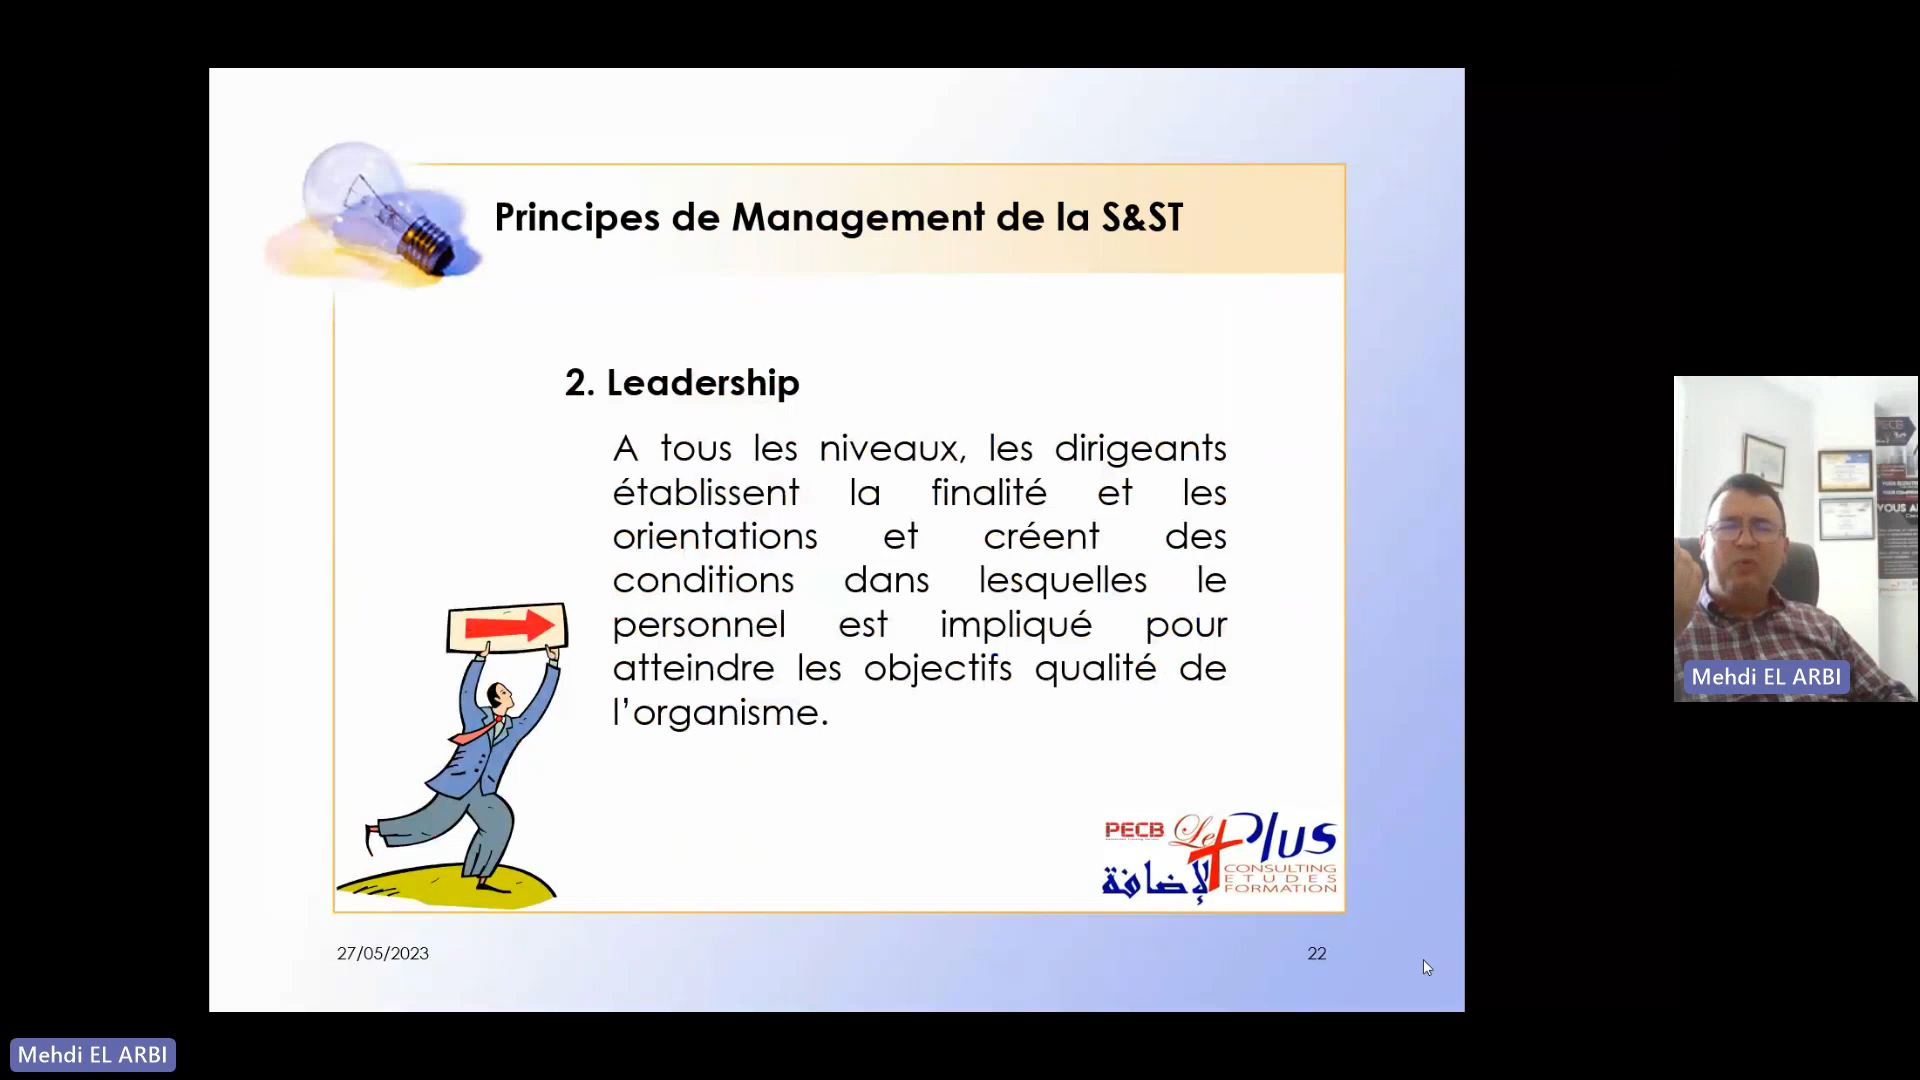 Principes de Management de la S&ST
2. Leadership
A tous les niveaux, les dirigeants
établissent la finalité et les
orientations et créent des
conditions dans lesquelles le
personnel est impliqué pour
atteindre les objectifs qualité de
l'organisme.
PECB Le Plus
الإضافة
CONSULTING
ETUDES
FORMATION
27/05/2023
22
PECB
VOUS A
Mehdi EL ARBI
Mehdi EL ARBI